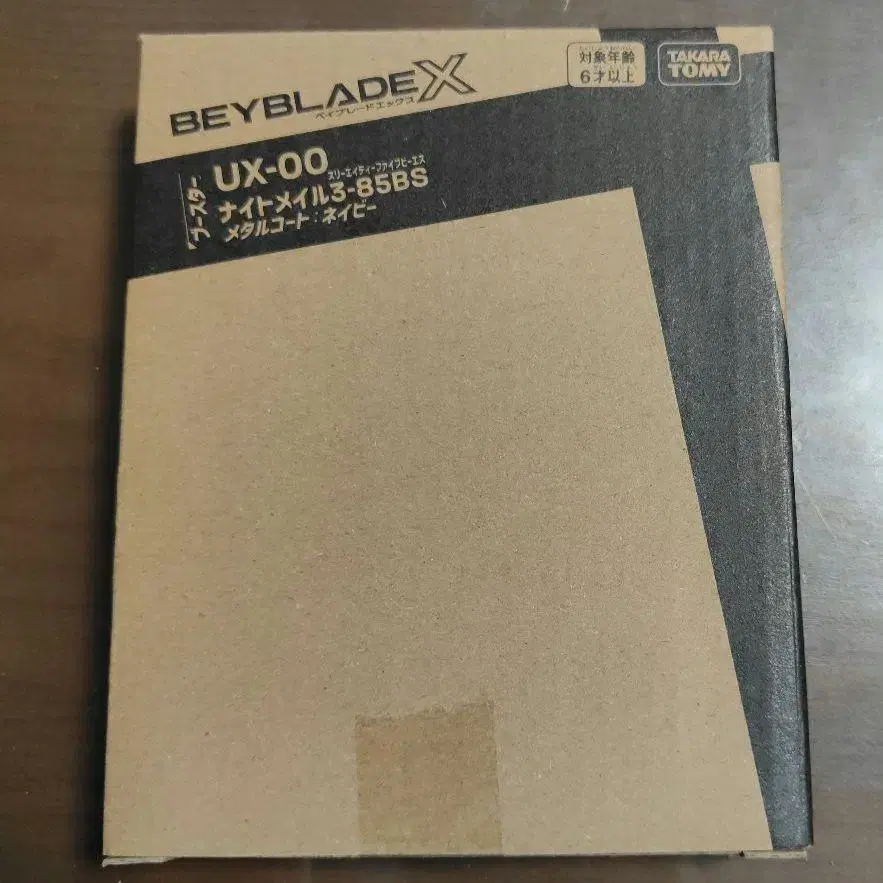 BEYBLADE X
ベイブレードエックス
対象年齢
6才以上
TAKARA
TOMY
ブースター
UX-00
スリーエイティーファイブビーエス
ナイトメイル3-85BS
メタルコート:ネイビー